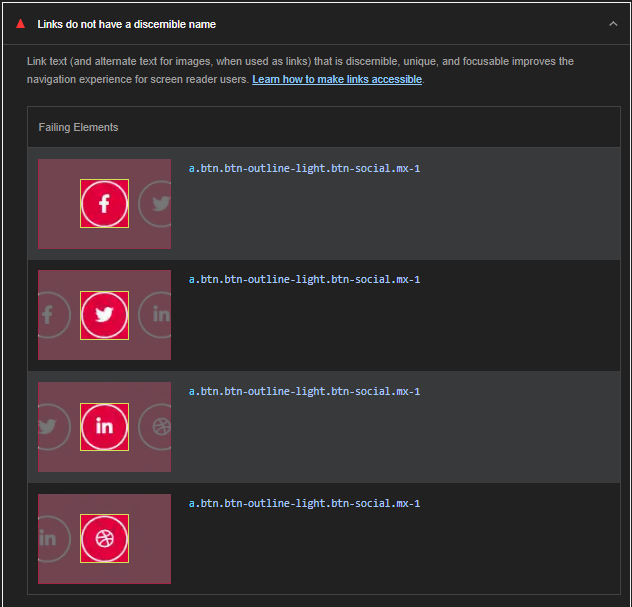 Links do not have a discernible name
Link text (and alternate text for images, when used as links) that is discernible, unique, and focusable improves the
navigation experience for screen reader users. Learn how to make links accessible.
Failing Elements
a.btn.btn-outline-light.btn-social.mx-1
a.btn.btn-outline-light.btn-social.mx-1
in
a.btn.btn-outline-light.btn-social.mx-1
in
in
a.btn.btn-outline-light.btn-social.mx-1